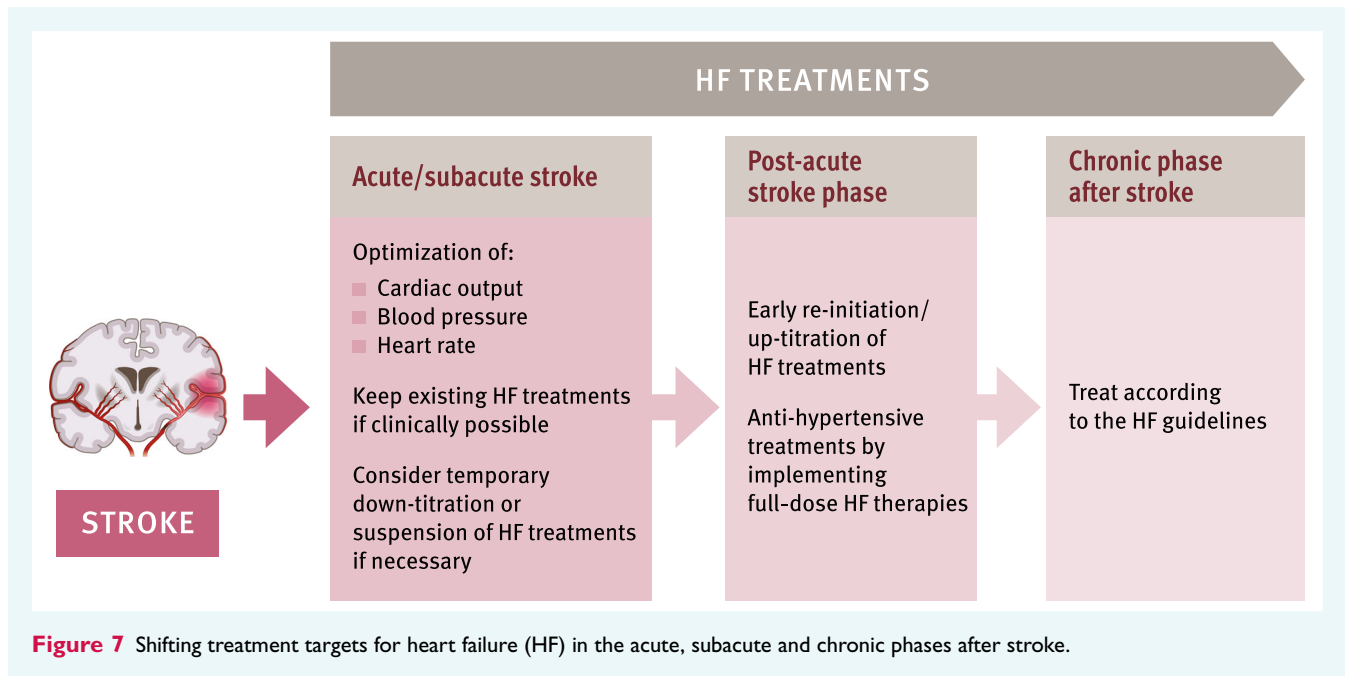 HF TREATMENTS
Acute/subacute stroke
Optimization of:
Cardiac output
Blood pressure
Heart rate
Keep existing HF treatments
if clinically possible
Consider temporary
down-titration or
suspension of HF treatments
if necessary
Post-acute
stroke phase
Early re-initiation/
up-titration of
HF treatments
Anti-hypertensive
treatments by
implementing
full-dose HF therapies
Chronic phase
after stroke
Treat according
to the HF guidelines
STROKE
Figure 7 Shifting treatment targets for heart failure (HF) in the acute, subacute and chronic phases after stroke.